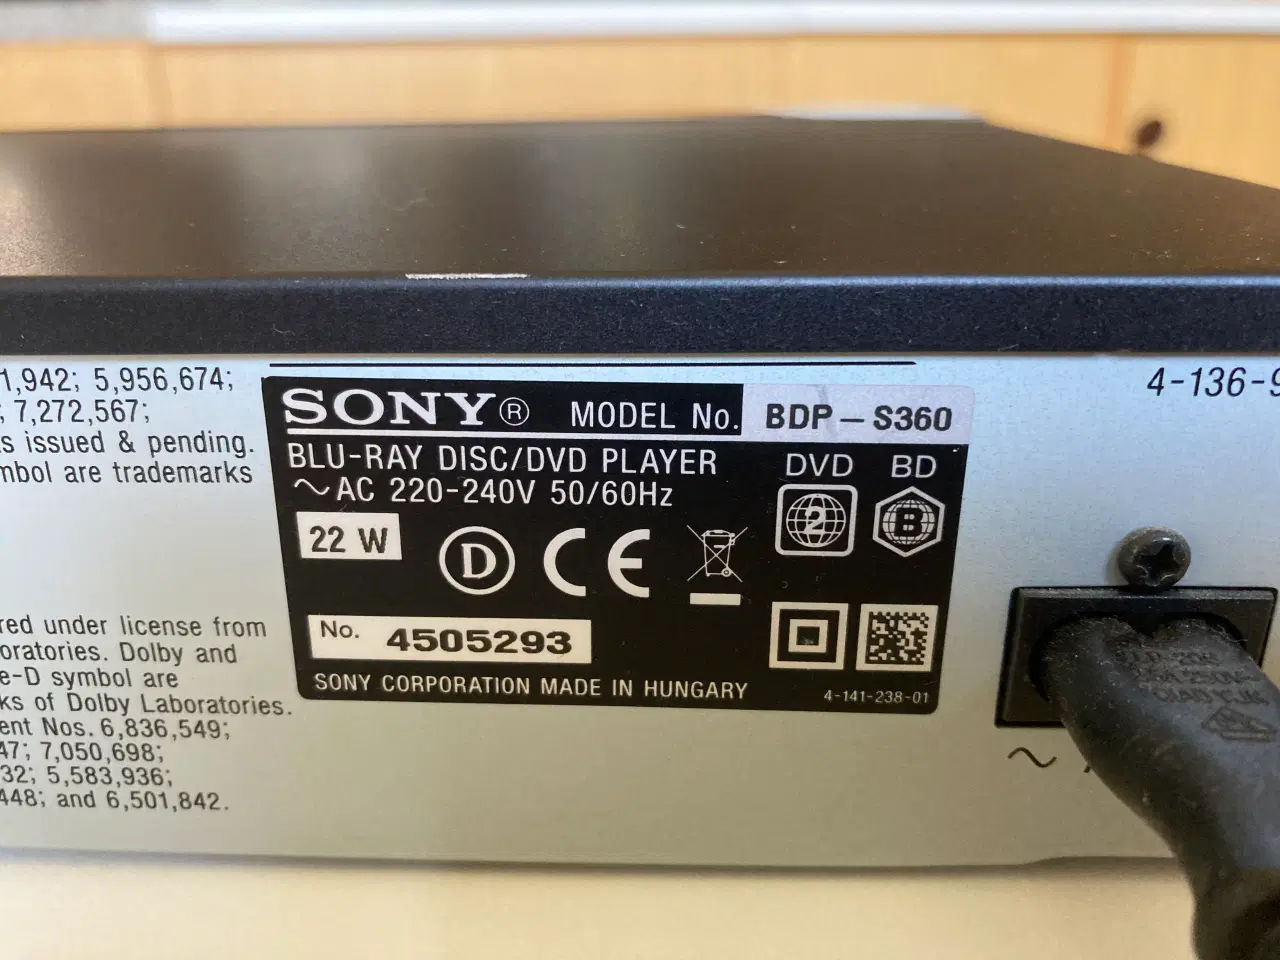 1,942; 5,956,674;
; 7,272,567;
s issued & pending.
mbol are trademarks
red under license from
oratories. Dolby and
e-D symbol are
ks of Dolby Laboratories.
ent Nos. 6,836,549;
47; 7,050,698;
32; 5,583,936;
448; and 6,501,842.
SONY® MODEL No. BDP-S360
BLU-RAY DISC/DVD PLAYER
~AC 220-240V 50/60Hz
DVD BD
2 B
22 W
D CE
No. 4505293
SONY CORPORATION MADE IN HUNGARY
4-141-238-01
4-136-9
~